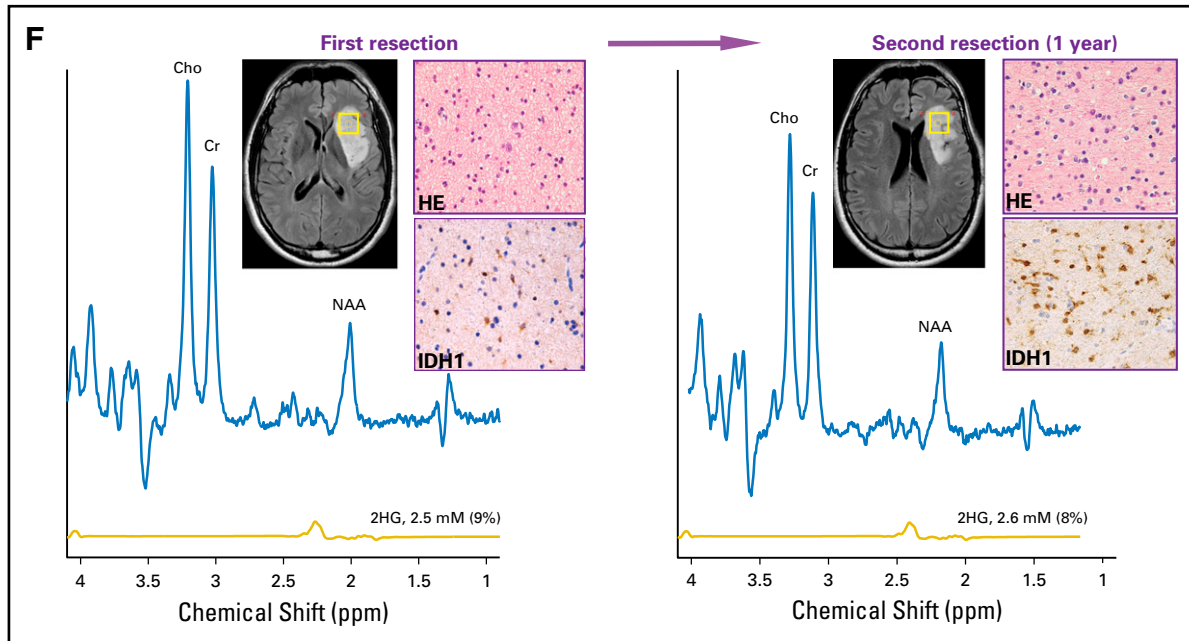 F
First resection
Second resection (1 year)
Cho
Cr
NAA
HE
IDH1
2HG, 2.5 mM (9%)
4 3.5 3 2.5 2 1.5 1
Chemical Shift (ppm)
Cho
Cr
NAA
HE
IDH1
2HG, 2.6 mM (8%)
4 3.5 3 2.5 2 1.5 1
Chemical Shift (ppm)